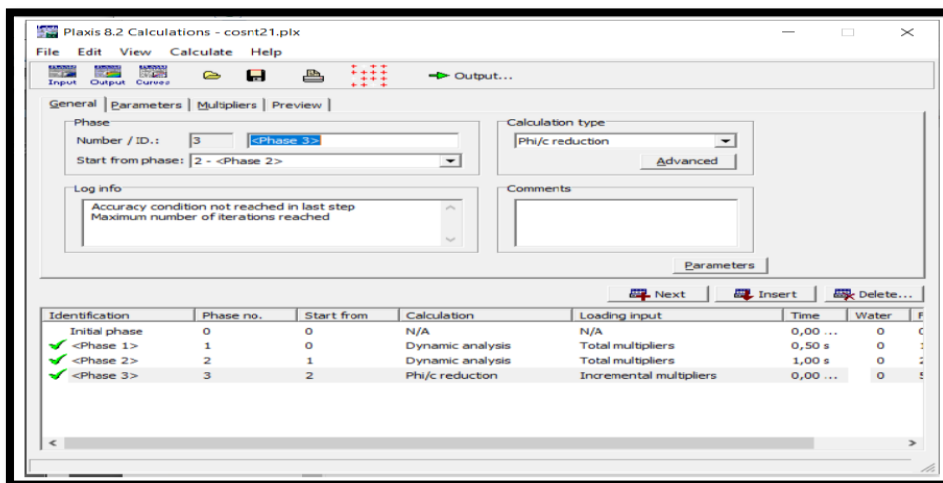 Plaxis 8.2 Calculations - cosnt21.plx
File Edit View Calculate Help
Input Output Curves Output...
General Parameters Multipliers Preview
Phase
Number / ID.: 3 <Phase 3>
Start from phase: 2 - <Phase 2>
Calculation type
Phi/c reduction
Advanced
Log info
Accuracy condition not reached in last step
Maximum number of iterations reached
Comments
Parameters
Next Insert Delete...
Identification Phase no. Start from Calculation Loading input Time Water F
Initial phase 0 0 N/A N/A 0,00 ... 0
<Phase 1> 1 0 Dynamic analysis Total multipliers 0,50 s 0
<Phase 2> 2 1 Dynamic analysis Total multipliers 1,00 s 0
<Phase 3> 3 2 Phi/c reduction Incremental multipliers 0,00 ... 0